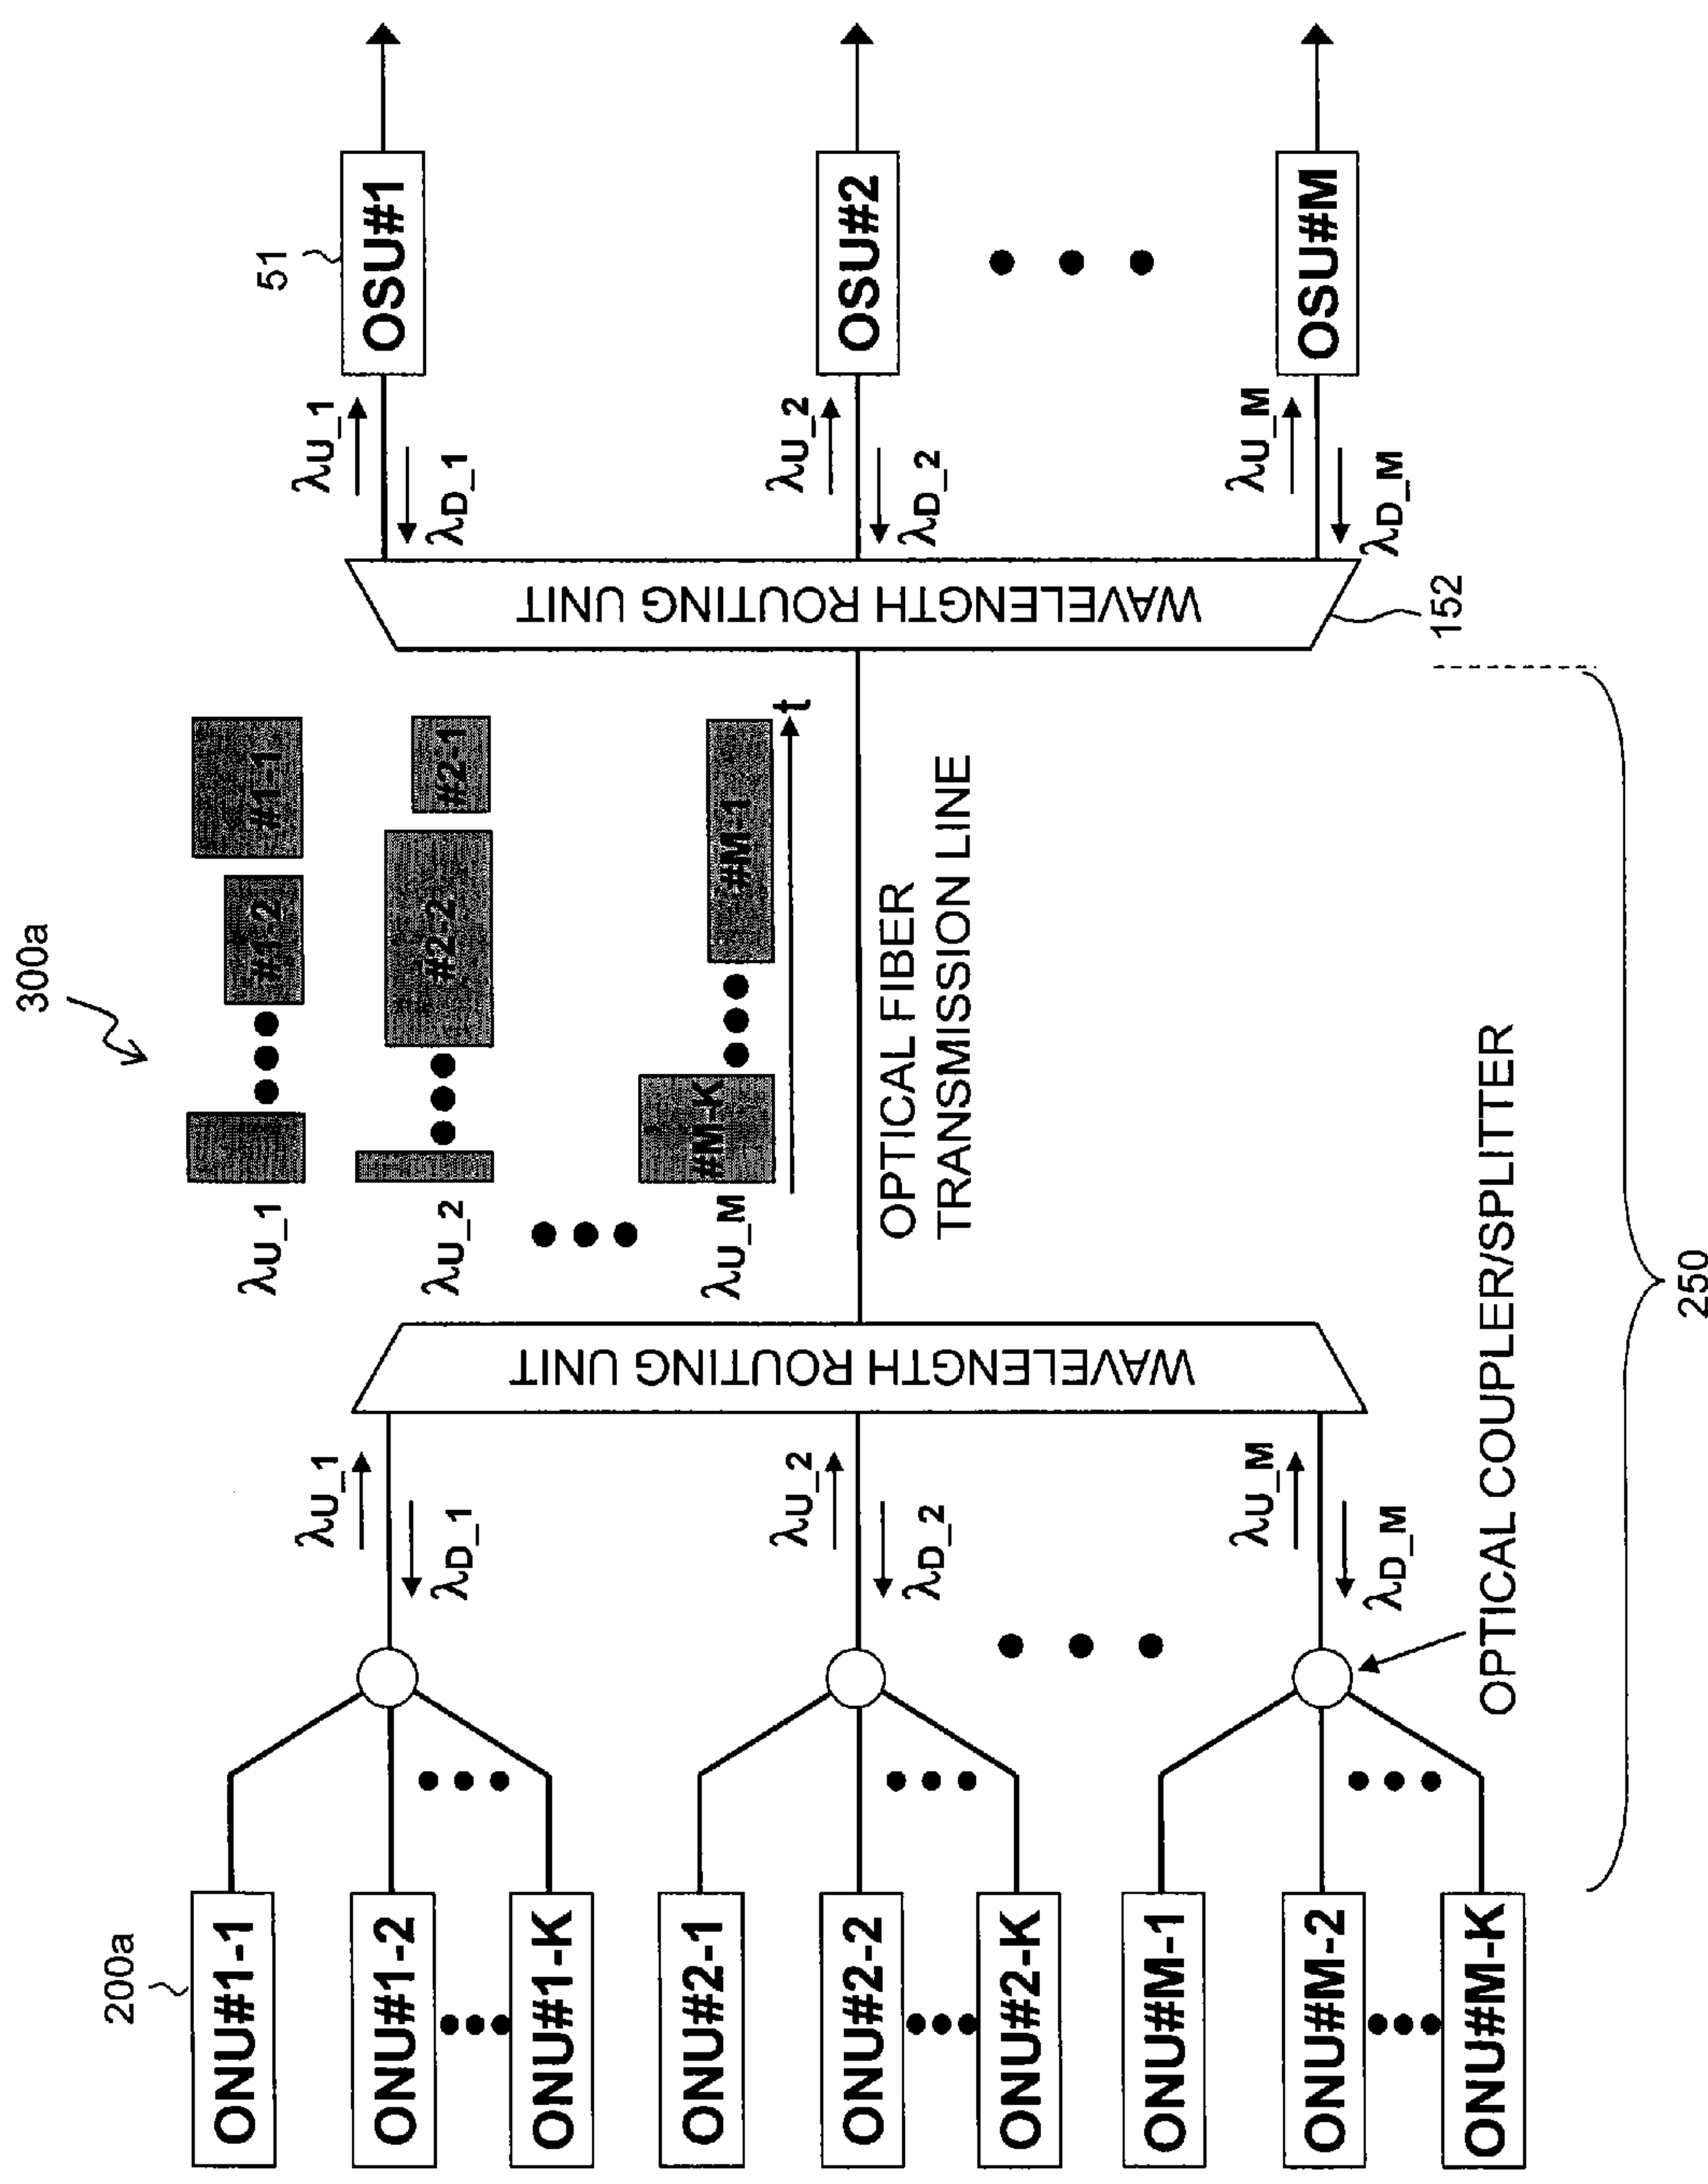 300a
200a
51
ONU#1-1
ONU#1-2
ONU#1-K
ONU#2-1
ONU#2-2
ONU#2-K
ONU#M-1
ONU#M-2
ONU#M-K
λU_1
λD_1
λU_2
λD_2
λU_M
λD_M
OPTICAL COUPLER/SPLITTER
WAVELENGTH ROUTING UNIT
λU_1
#1-2
#1-1
λU_2
#2-2
#2-1
λU_M
#M-K
#M-1
t
OPTICAL FIBER
TRANSMISSION LINE
250
WAVELENGTH ROUTING UNIT
152
λU_1
λD_1
λU_2
λD_2
λU_M
λD_M
OSU#1
OSU#2
OSU#M